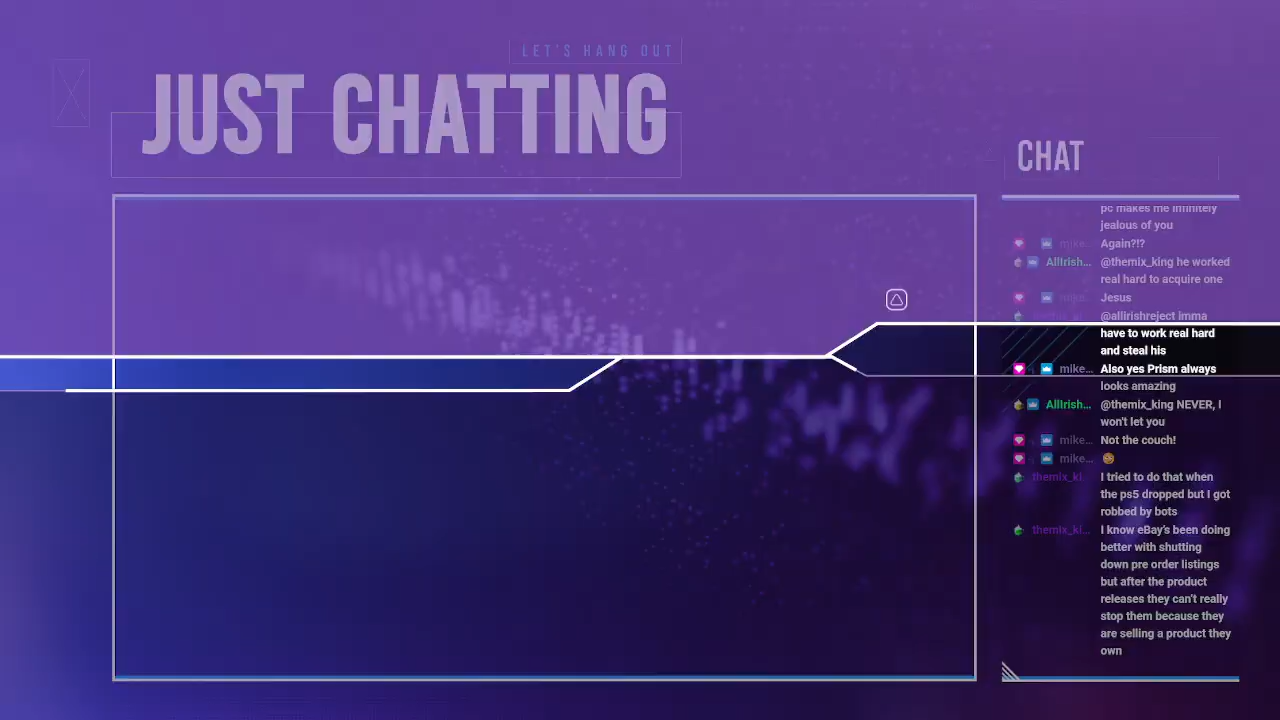 LET'S HANG OUT
JUST CHATTING
CHAT
pc makes me infinitely
jealous of you
mike... Again?!?
AllIrish... @themix_king he worked
real hard to acquire one
mike... Jesus
themix_ki... @allirishreject imma
have to work real hard
and steal his
mike... Also yes Prism always
looks amazing
AllIrish... @themix_king NEVER, I
won't let you
mike... Not the couch!
mike...
themix_ki... I tried to do that when
the ps5 dropped but I got
robbed by bots
themix_ki... I know eBay's been doing
better with shutting
down pre order listings
but after the product
releases they can't really
stop them because they
are selling a product they
own